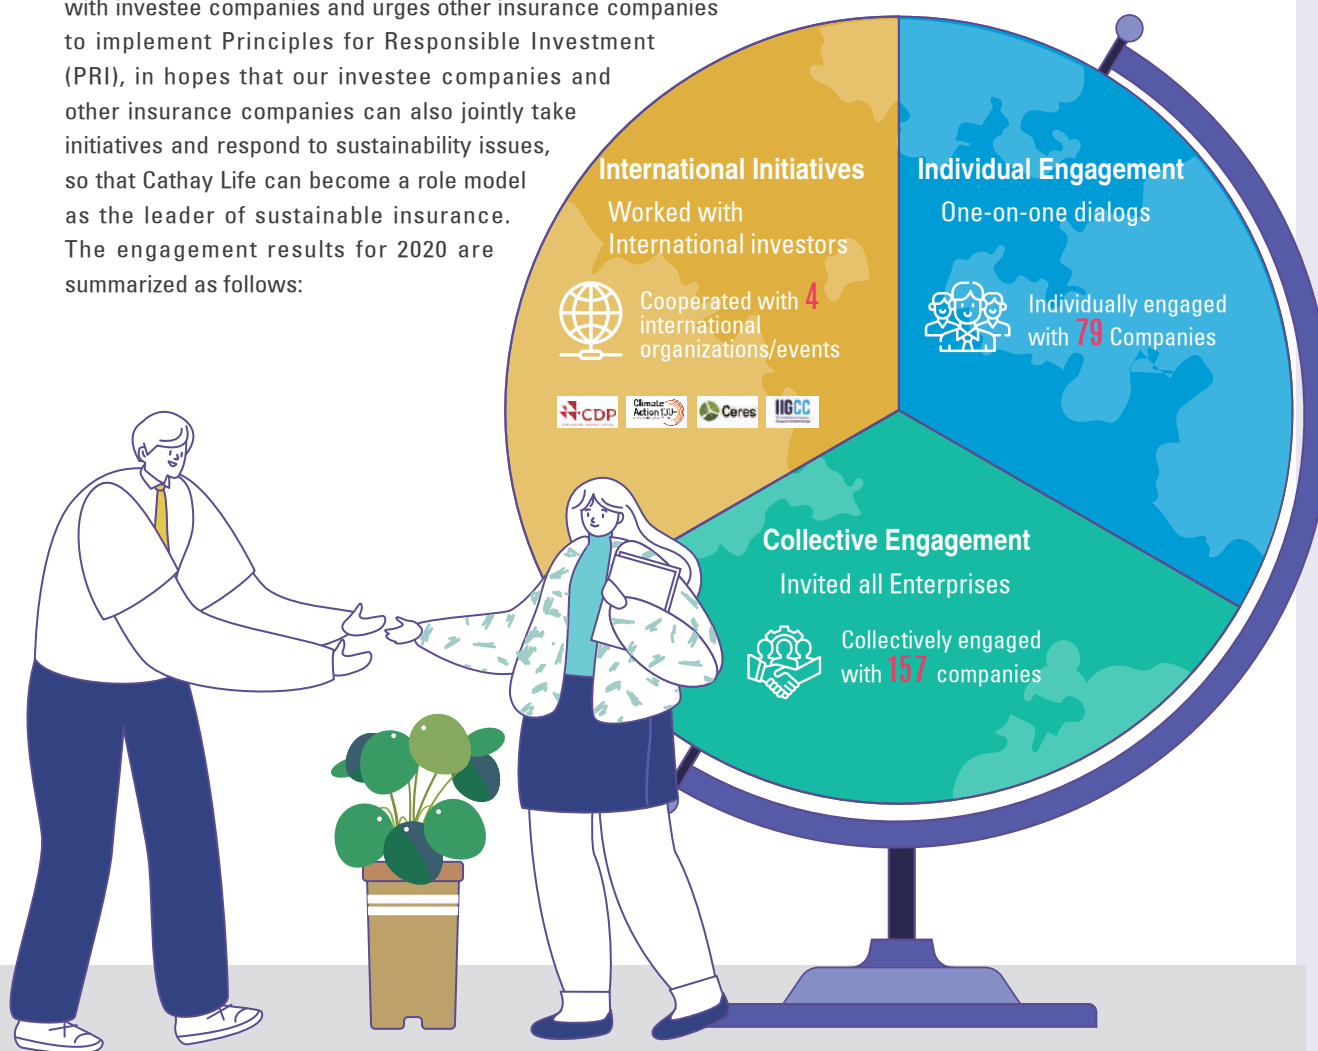 with investee companies and urges other insurance companies
to implement Principles for Responsible Investment
(PRI), in hopes that our investee companies and
other insurance companies can also jointly take
initiatives and respond to sustainability issues,
so that Cathay Life can become a role model
as the leader of sustainable insurance.
The engagement results for 2020 are
summarized as follows:
International Initiatives
Worked with
International investors
Cooperated with 4
international
organizations/events
CDP
Climate
Action 100+
Ceres
IIGCC
Individual Engagement
One-on-one dialogs
Individually engaged
with 79 Companies
Collective Engagement
Invited all Enterprises
Collectively engaged
with 157 companies